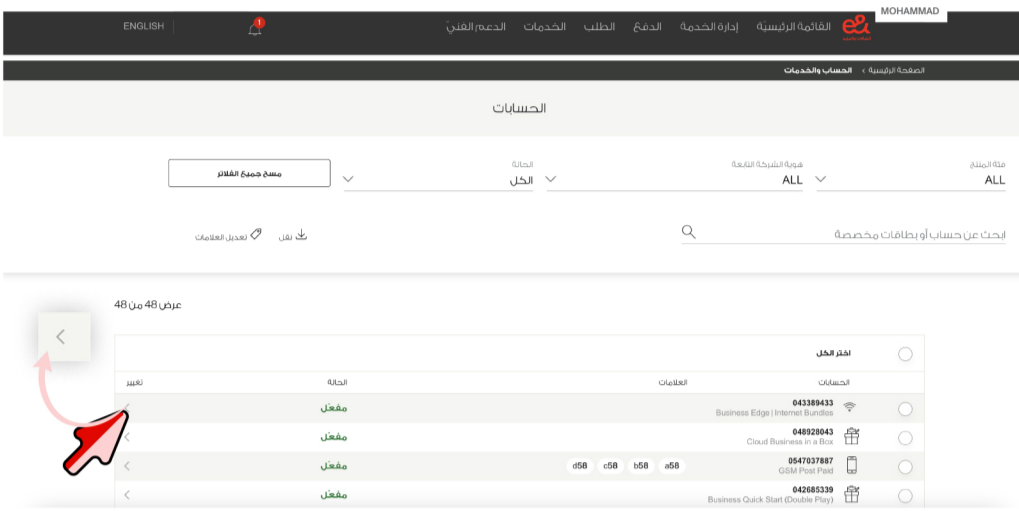 MOHAMMAD
القائمة الرئيسيّة إدارة الخدمة الدفع الطلب الخدمات الدعم الفنيّ 1 ENGLISH
الصفحة الرئيسية › الحساب والخدمات
الحسابات
فئة المنتج هوية الشركة التابعة الحالة
ALL ALL الكل مسح جميع الفلاتر
ابحث عن حساب أو بطاقات مخصصة نقل تعديل العلامات
عرض 48 من 48
اختر الكل
الحسابات العلامات الحالة تغيير
043389433 مفعّل
Business Edge | Internet Bundles
048928043 مفعّل
Cloud Business in a Box
0547037887 a58 b58 c58 d58 مفعّل
GSM Post Paid
042685339 مفعّل
Business Quick Start (Double Play)